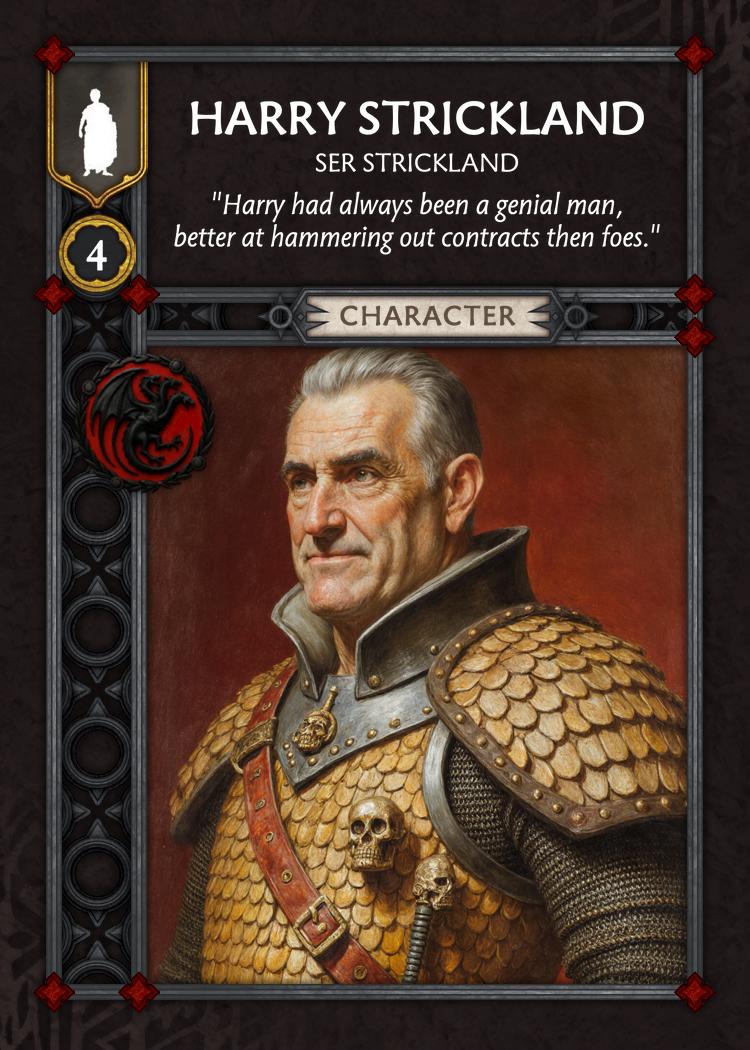 HARRY STRICKLAND
SER STRICKLAND
"Harry had always been a genial man,
better at hammering out contracts then foes."
4
CHARACTER